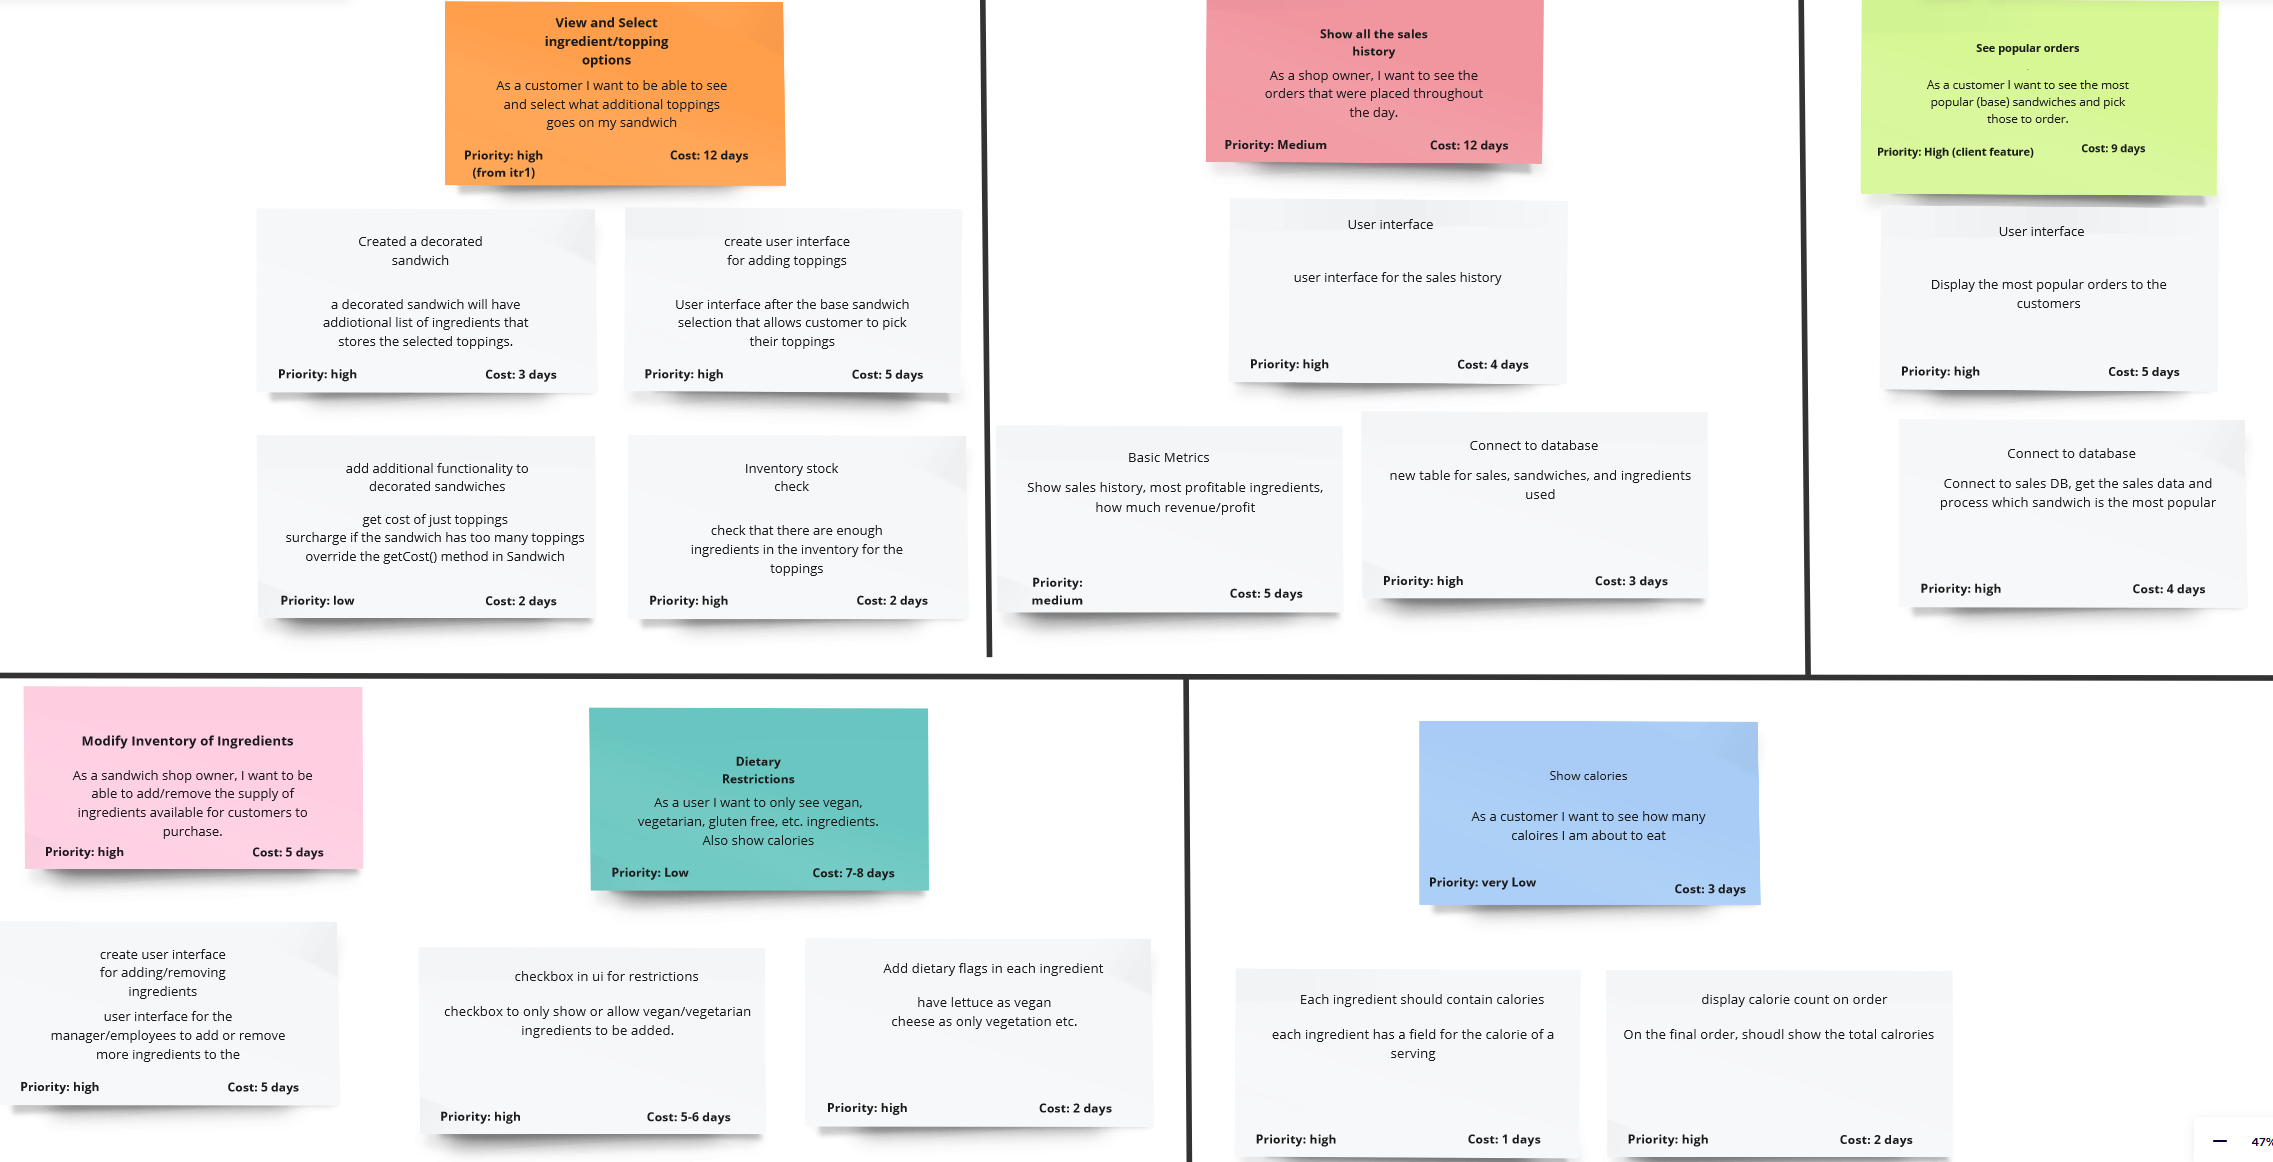 View and Select
ingredient/topping
options
As a customer I want to be able to see
and select what additional toppings
goes on my sandwich
Priority: high
(from itr1)
Cost: 12 days
Created a decorated
sandwich
a decorated sandwich will have
addiotional list of ingredients that
stores the selected toppings.
Priority: high
Cost: 3 days
create user interface
for adding toppings
User interface after the base sandwich
selection that allows customer to pick
their toppings
Priority: high
Cost: 5 days
add additional functionality to
decorated sandwiches
get cost of just toppings
surcharge if the sandwich has too many toppings
override the getCost() method in Sandwich
Priority: low
Cost: 2 days
Inventory stock
check
check that there are enough
ingredients in the inventory for the
toppings
Priority: high
Cost: 2 days
Show all the sales
history
As a shop owner, I want to see the
orders that were placed throughout
the day.
Priority: Medium
Cost: 12 days
User interface
user interface for the sales history
Priority: high
Cost: 4 days
Basic Metrics
Show sales history, most profitable ingredients,
how much revenue/profit
Priority:
medium
Cost: 5 days
Connect to database
new table for sales, sandwiches, and ingredients
used
Priority: high
Cost: 3 days
See popular orders
As a customer I want to see the most
popular (base) sandwiches and pick
those to order.
Priority: High (client feature)
Cost: 9 days
User interface
Display the most popular orders to the
customers
Priority: high
Cost: 5 days
Connect to database
Connect to sales DB, get the sales data and
process which sandwich is the most popular
Priority: high
Cost: 4 days
Modify Inventory of Ingredients
As a sandwich shop owner, I want to be
able to add/remove the supply of
ingredients available for customers to
purchase.
Priority: high
Cost: 5 days
create user interface
for adding/removing
ingredients
user interface for the
manager/employees to add or remove
more ingredients to the
Priority: high
Cost: 5 days
Dietary
Restrictions
As a user I want to only see vegan,
vegetarian, gluten free, etc. ingredients.
Also show calories
Priority: Low
Cost: 7-8 days
checkbox in ui for restrictions
checkbox to only show or allow vegan/vegetarian
ingredients to be added.
Priority: high
Cost: 5-6 days
Add dietary flags in each ingredient
have lettuce as vegan
cheese as only vegetation etc.
Priority: high
Cost: 2 days
Show calories
As a customer I want to see how many
caloires I am about to eat
Priority: very Low
Cost: 3 days
Each ingredient should contain calories
each ingredient has a field for the calorie of a
serving
Priority: high
Cost: 1 days
display calorie count on order
On the final order, shoudl show the total calrories
Priority: high
Cost: 2 days
47%